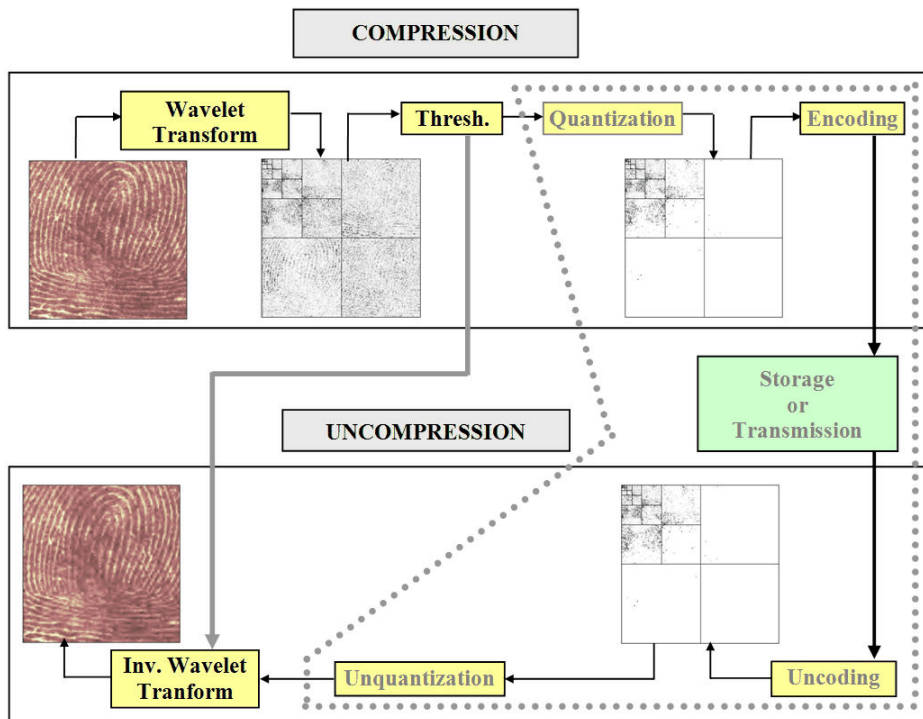 COMPRESSION
Wavelet
Transform
Thresh.
Quantization
Encoding
Storage
or
Transmission
UNCOMPRESSION
Inv. Wavelet
Tranform
Unquantization
Uncoding